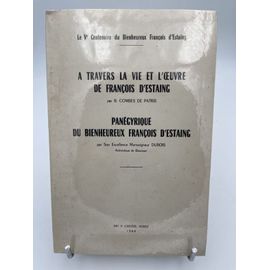 Le Vᵉ Centenaire du Bienheureux François d'Estaing
A TRAVERS LA VIE ET L'ŒUVRE
DE FRANÇOIS D'ESTAING
par B. COMBES DE PATRIS
PANÉGYRIQUE
DU BIENHEUREUX FRANÇOIS D'ESTAING
par Son Excellence Monseigneur DUBOIS
Archevêque de Besançon
RODEZ